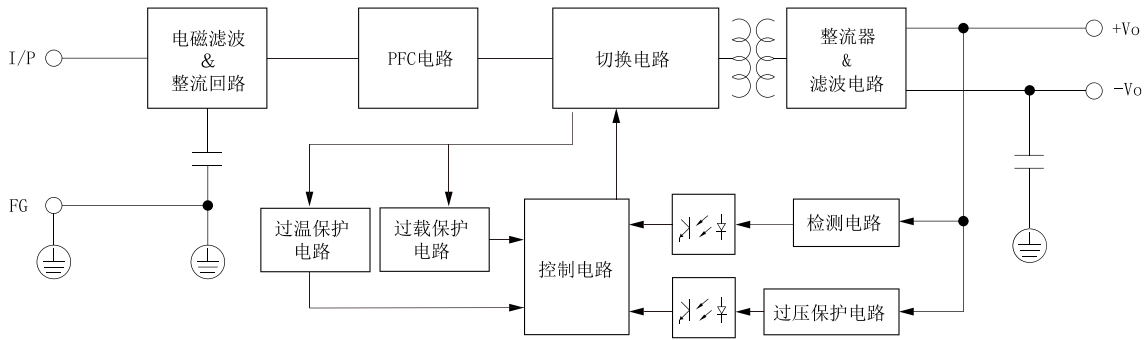 I/P
电磁滤波
&
整流回路
PFC电路
切换电路
整流器
&
滤波电路
+Vo
-Vo
FG
过温保护
电路
过载保护
电路
控制电路
检测电路
过压保护电路